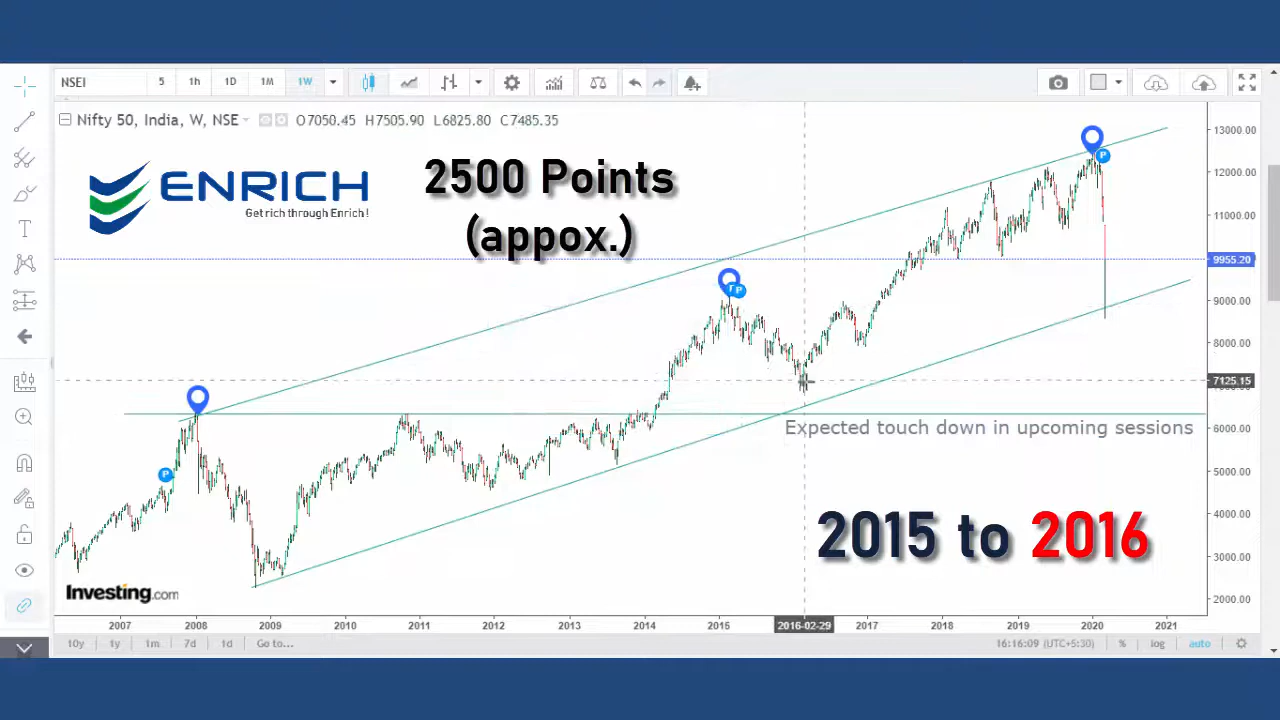 NSEI 5 1h 1D 1M 1W
Nifty 50, India, W, NSE O7050.45 H7505.90 L6825.80 C7485.35
ENRICH
Get rich through Enrich!
2500 Points
(appox.)
P
P
P
13000.00
12000.00
11000.00
9955.20
9000.00
8000.00
7125.15
6000.00
5000.00
4000.00
3000.00
2000.00
Expected touch down in upcoming sessions
2015 to 2016
Investing.com
2007 2008 2009 2010 2011 2012 2013 2014 2015 2016-02-29 2017 2018 2019 2020 2021
10y 1y 1m 7d 1d Go to... 16:16:09 (UTC+5:30) % log auto